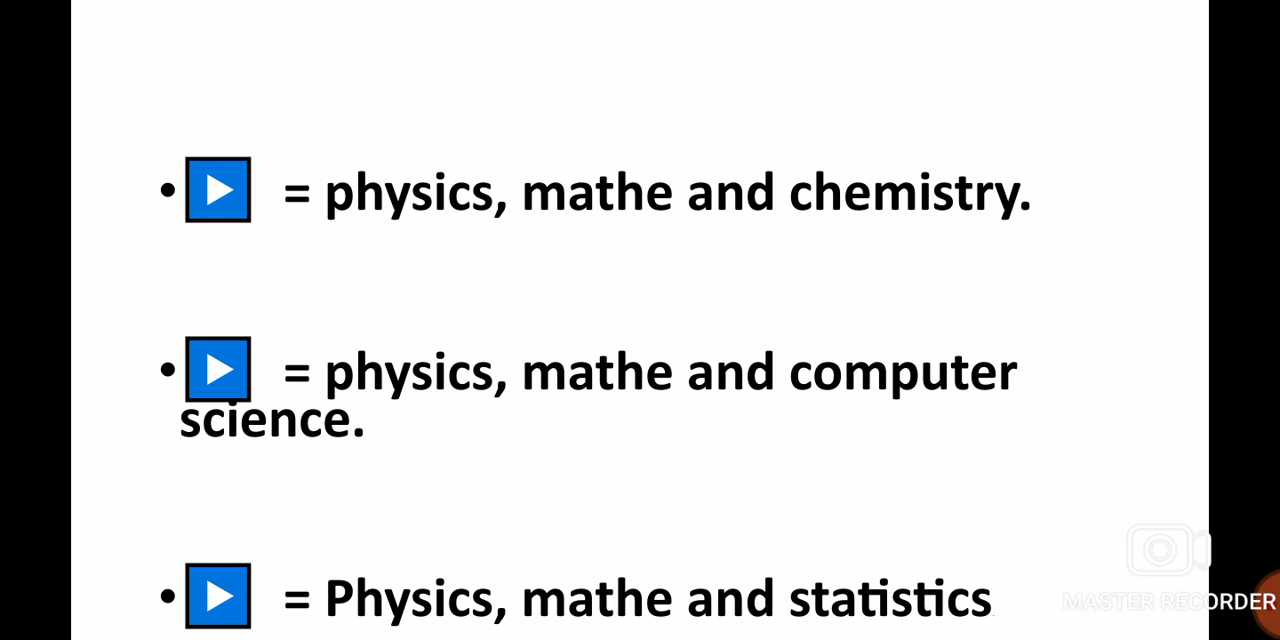 • ▶ = physics, mathe and chemistry.
• ▶ = physics, mathe and computer
science.
• ▶ = Physics, mathe and statistics
MASTER RECORDER